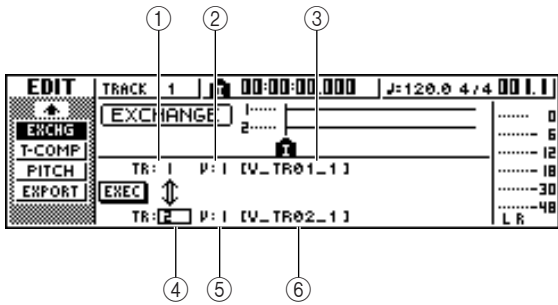 ① ② ③
EDIT TRACK 1 00:00:00.000 ♩=120.0 4/4 001.1
EXCHANGE 1 0
EXCHG 2 6
T-COMP 12
PITCH TR: 1 V: 1 [V_TR01_1] 18
EXPORT EXEC 30
TR: 2 V: 1 [V_TR02_1] 48
L R
④ ⑤ ⑥